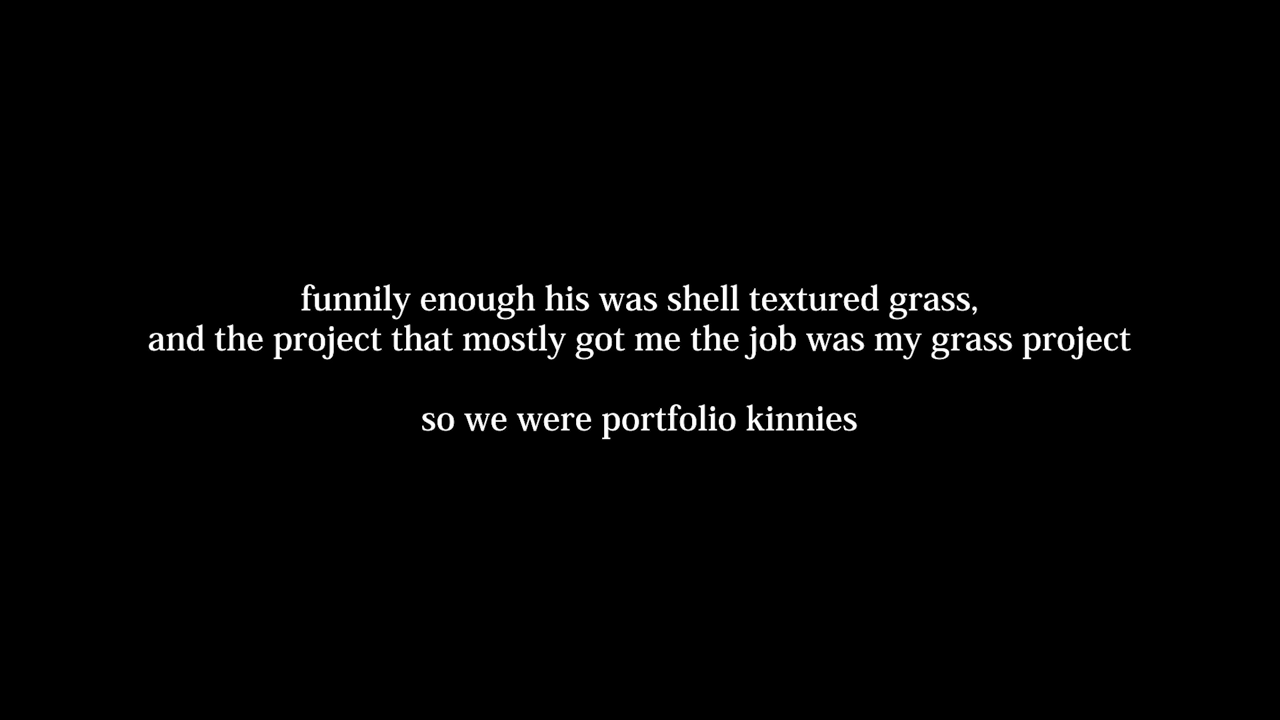 funnily enough his was shell textured grass,
and the project that mostly got me the job was my grass project
so we were portfolio kinnies